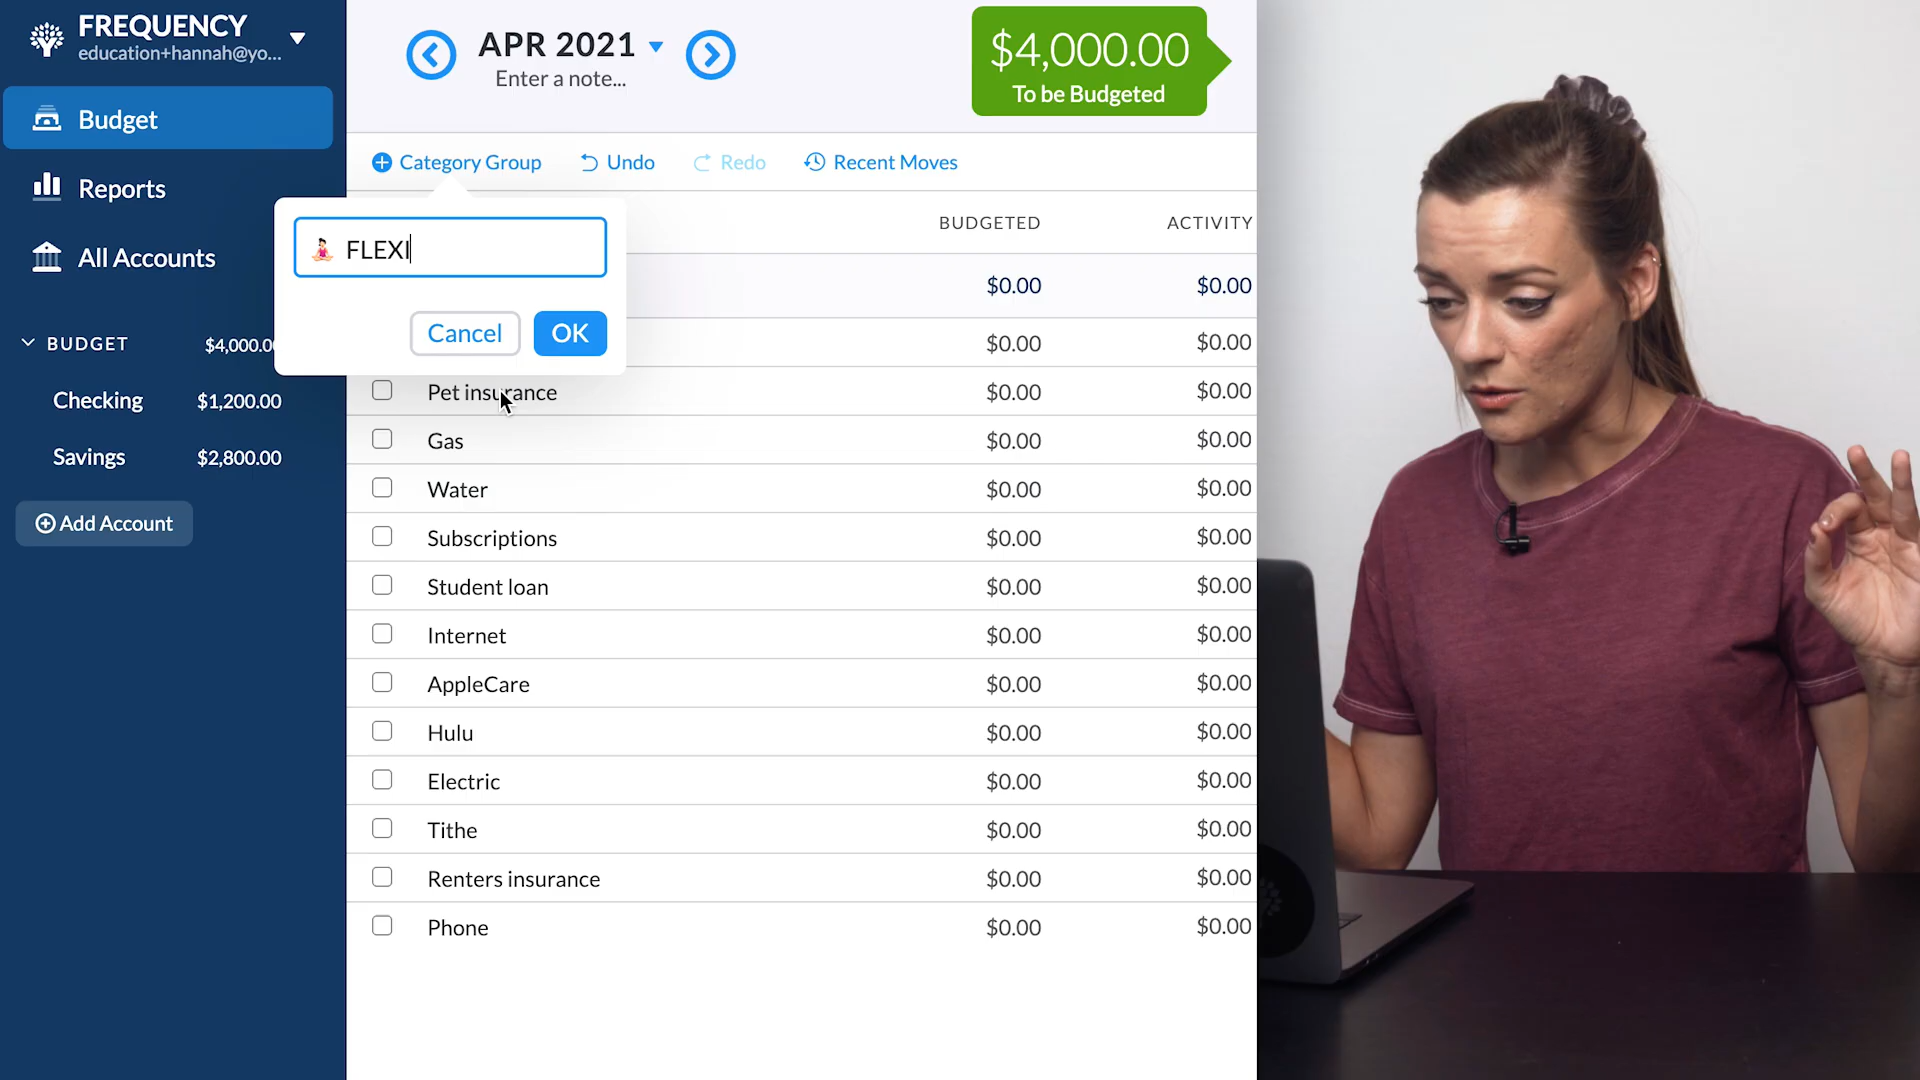 FREQUENCY
education+hannah@yo...
Budget
Reports
All Accounts
BUDGET $4,000.0
Checking $1,200.00
Savings $2,800.00
Add Account
APR 2021
Enter a note...
$4,000.00
To be Budgeted
Category Group Undo Redo Recent Moves
FLEXI
Cancel OK
BUDGETED ACTIVITY
$0.00 $0.00
$0.00 $0.00
Pet insurance $0.00 $0.00
Gas $0.00 $0.00
Water $0.00 $0.00
Subscriptions $0.00 $0.00
Student loan $0.00 $0.00
Internet $0.00 $0.00
AppleCare $0.00 $0.00
Hulu $0.00 $0.00
Electric $0.00 $0.00
Tithe $0.00 $0.00
Renters insurance $0.00 $0.00
Phone $0.00 $0.00